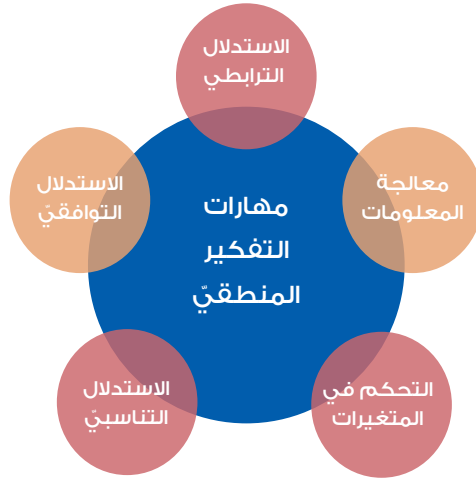 الاستدلال
الترابطي
معالجة
المعلومات
الاستدلال
التوافقيّ
مهارات
التفكير
المنطقيّ
التحكم في
المتغيرات
الاستدلال
التناسبيّ